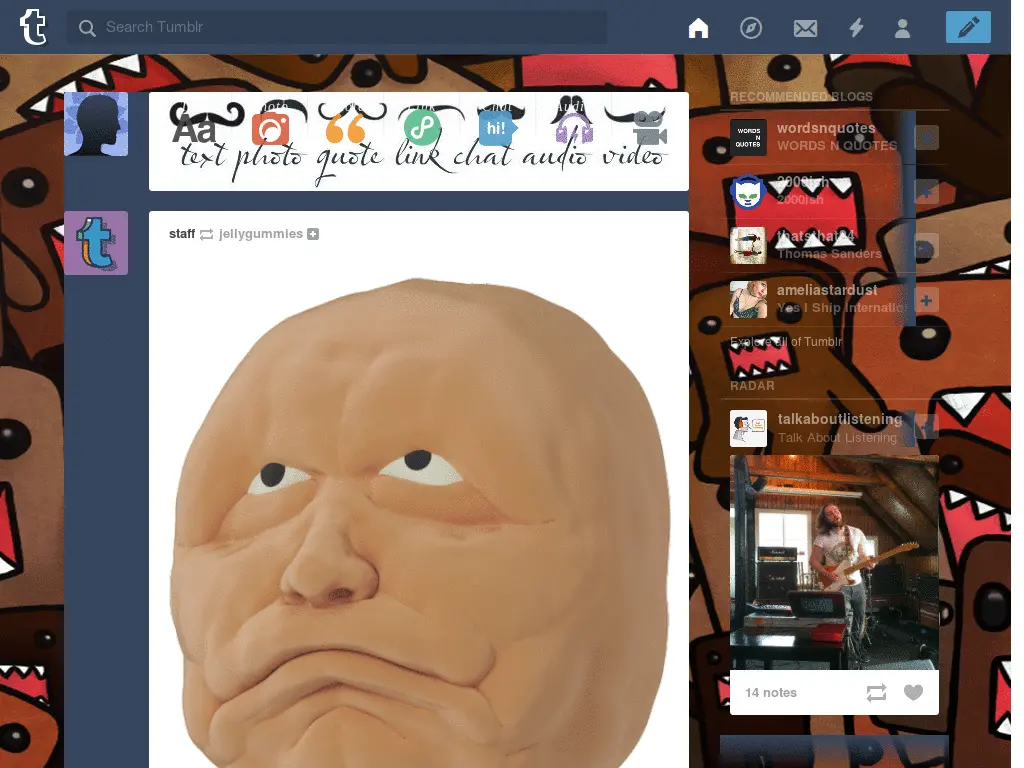 t
Search Tumblr
Aa
hi!
text photo quote link chat audio video
staff jellygummies
t
RECOMMENDED BLOGS
WORDS
N
QUOTES
wordsnquotes
WORDS N QUOTES
2000ish
2000ish
thatsthat24
Thomas Sanders
ameliastardust
Yes I Ship Internatio
Explore all of Tumblr
RADAR
talkaboutlistening
Talk About Listening
14 notes